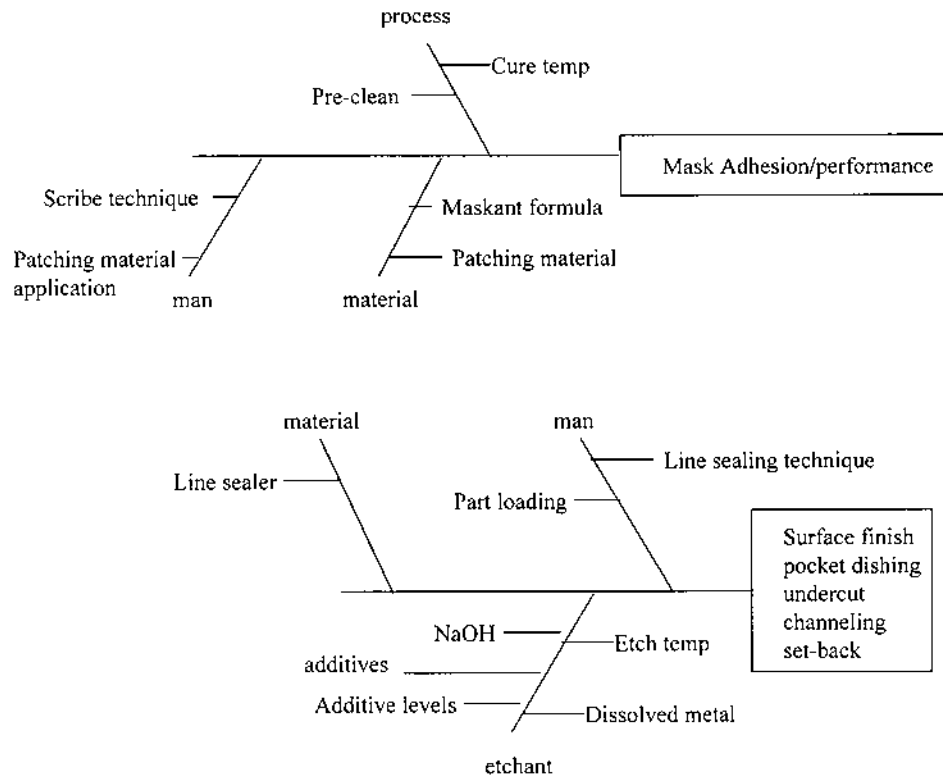 process
Cure temp
Pre-clean
Mask Adhesion/performance
Scribe technique
Maskant formula
Patching material
application
Patching material
man
material
material
man
Line sealer
Line sealing technique
Part loading
Surface finish
pocket dishing
undercut
channeling
set-back
NaOH
Etch temp
additives
Additive levels
Dissolved metal
etchant